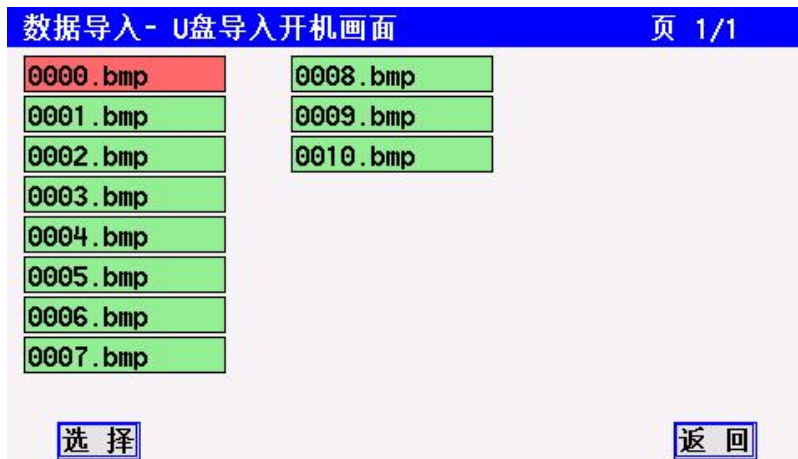 数据导入- U盘导入开机画面 页 1/1
0000.bmp 0008.bmp
0001.bmp 0009.bmp
0002.bmp 0010.bmp
0003.bmp
0004.bmp
0005.bmp
0006.bmp
0007.bmp
选 择 返 回